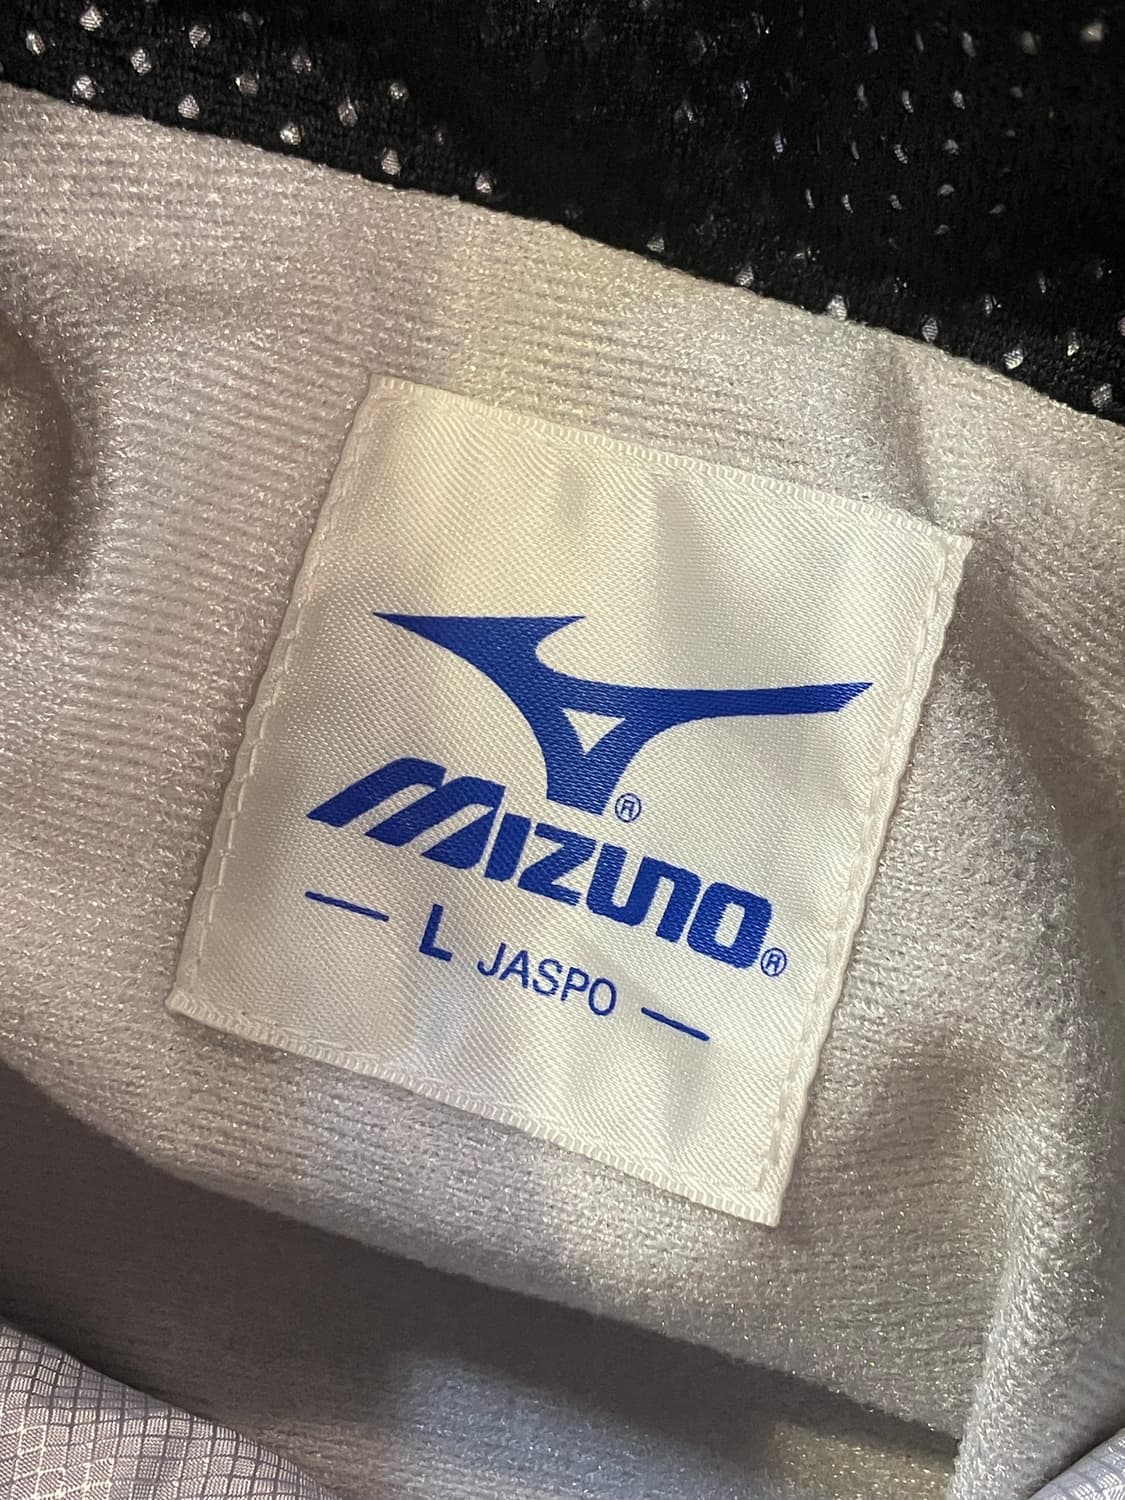 ®
MIZUNO®
— L JASPO —